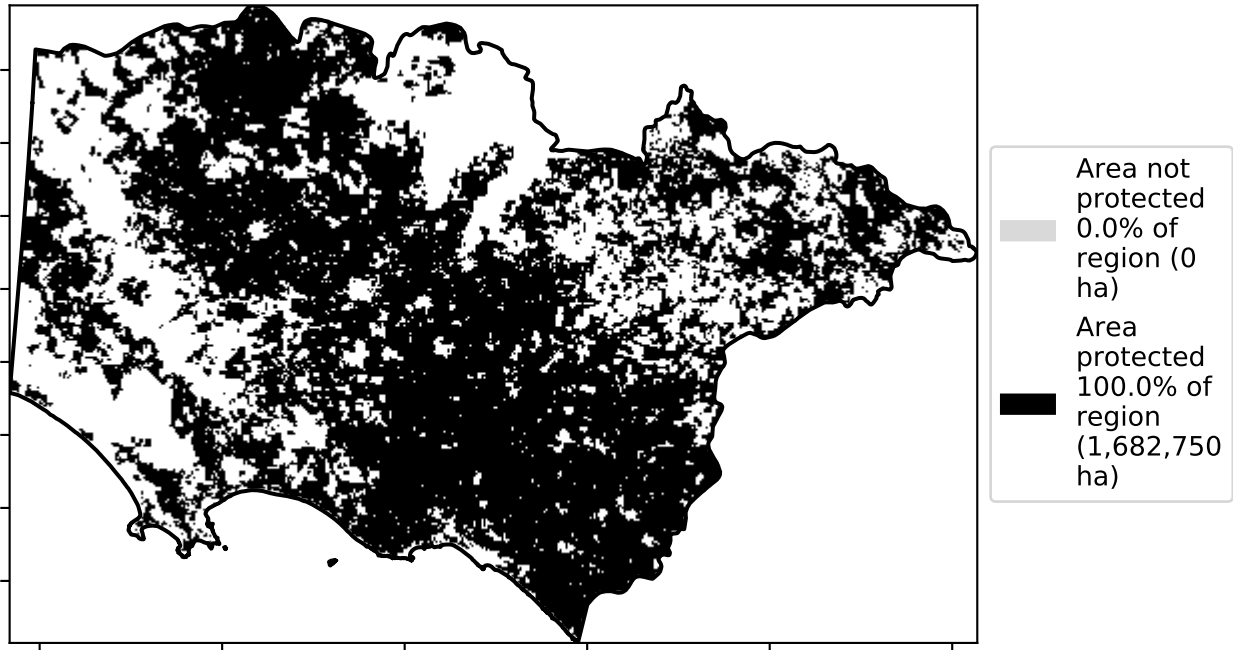 Area not
protected
0.0% of
region (0
ha)
Area
protected
100.0% of
region
(1,682,750
ha)